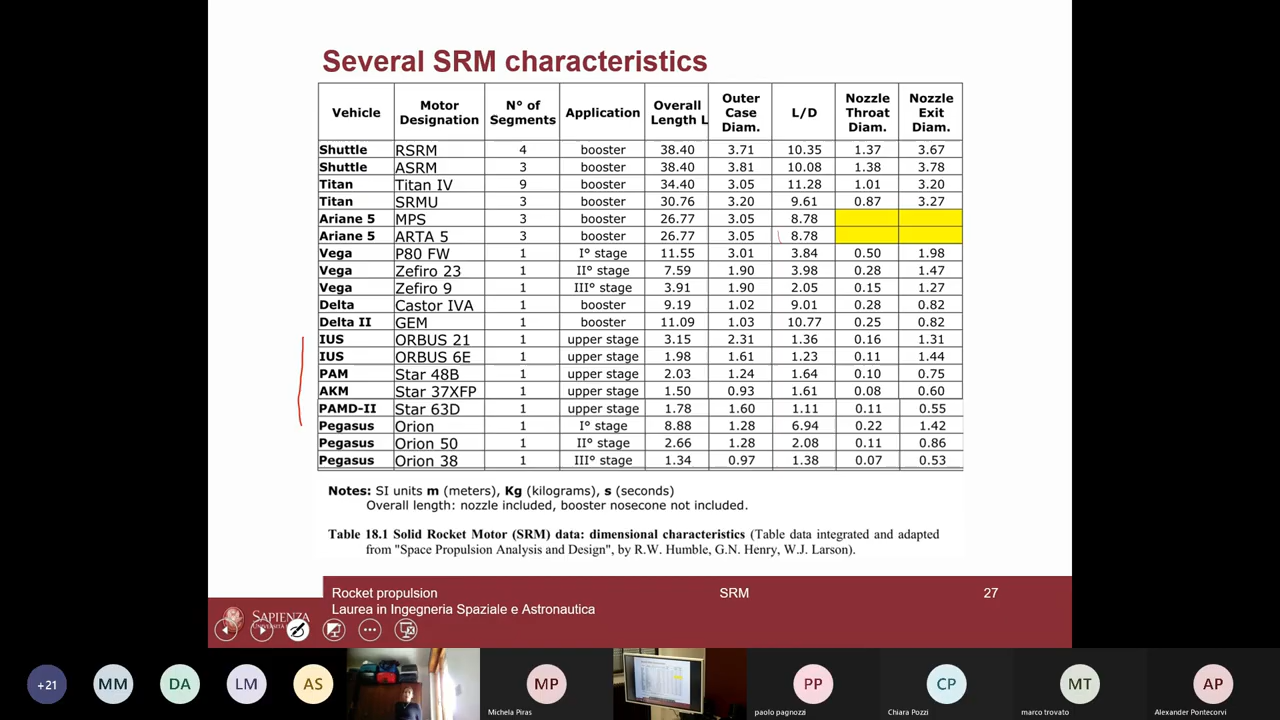 Several SRM characteristics
Vehicle Motor Designation N° of Segments Application Overall Length L Outer Case Diam. L/D Nozzle Throat Diam. Nozzle Exit Diam.
Shuttle RSRM 4 booster 38.40 3.71 10.35 1.37 3.67
Shuttle ASRM 3 booster 38.40 3.81 10.08 1.38 3.78
Titan Titan IV 9 booster 34.40 3.05 11.28 1.01 3.20
Titan SRMU 3 booster 30.76 3.20 9.61 0.87 3.27
Ariane 5 MPS 3 booster 26.77 3.05 8.78
Ariane 5 ARTA 5 3 booster 26.77 3.05 8.78
Vega P80 FW 1 I° stage 11.55 3.01 3.84 0.50 1.98
Vega Zefiro 23 1 II° stage 7.59 1.90 3.98 0.28 1.47
Vega Zefiro 9 1 III° stage 3.91 1.90 2.05 0.15 1.27
Delta Castor IVA 1 booster 9.19 1.02 9.01 0.28 0.82
Delta II GEM 1 booster 11.09 1.03 10.77 0.25 0.82
IUS ORBUS 21 1 upper stage 3.15 2.31 1.36 0.16 1.31
IUS ORBUS 6E 1 upper stage 1.98 1.61 1.23 0.11 1.44
PAM Star 48B 1 upper stage 2.03 1.24 1.64 0.10 0.75
AKM Star 37XFP 1 upper stage 1.50 0.93 1.61 0.08 0.60
PAMD-II Star 63D 1 upper stage 1.78 1.60 1.11 0.11 0.55
Pegasus Orion 1 I° stage 8.88 1.28 6.94 0.22 1.42
Pegasus Orion 50 1 II° stage 2.66 1.28 2.08 0.11 0.86
Pegasus Orion 38 1 III° stage 1.34 0.97 1.38 0.07 0.53
Notes: SI units m (meters), Kg (kilograms), s (seconds)
Overall length: nozzle included, booster nosecone not included.
Table 18.1 Solid Rocket Motor (SRM) data: dimensional characteristics (Table data integrated and adapted
from "Space Propulsion Analysis and Design", by R.W. Humble, G.N. Henry, W.J. Larson).
Rocket propulsion SRM 27
Laurea in Ingegneria Spaziale e Astronautica
SAPIENZA
+21 MM DA LM AS MP PP CP MT AP
Michela Piras paolo pagnozzi Chiara Pozzi marco trovato Alexander Pontecorvi